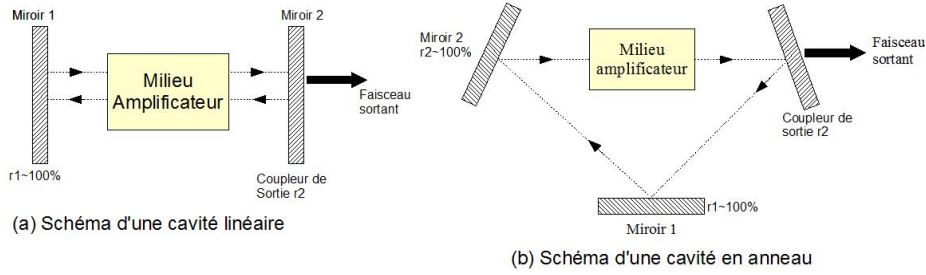 Miroir 1
Miroir 2
Milieu
Amplificateur
Faisceau
sortant
r1~100%
Coupleur de
Sortie r2
(a) Schéma d'une cavité linéaire
Miroir 2
r2~100%
Milieu
amplificateur
Faisceau
sortant
Coupleur de
sortie r2
r1~100%
Miroir 1
(b) Schéma d'une cavité en anneau